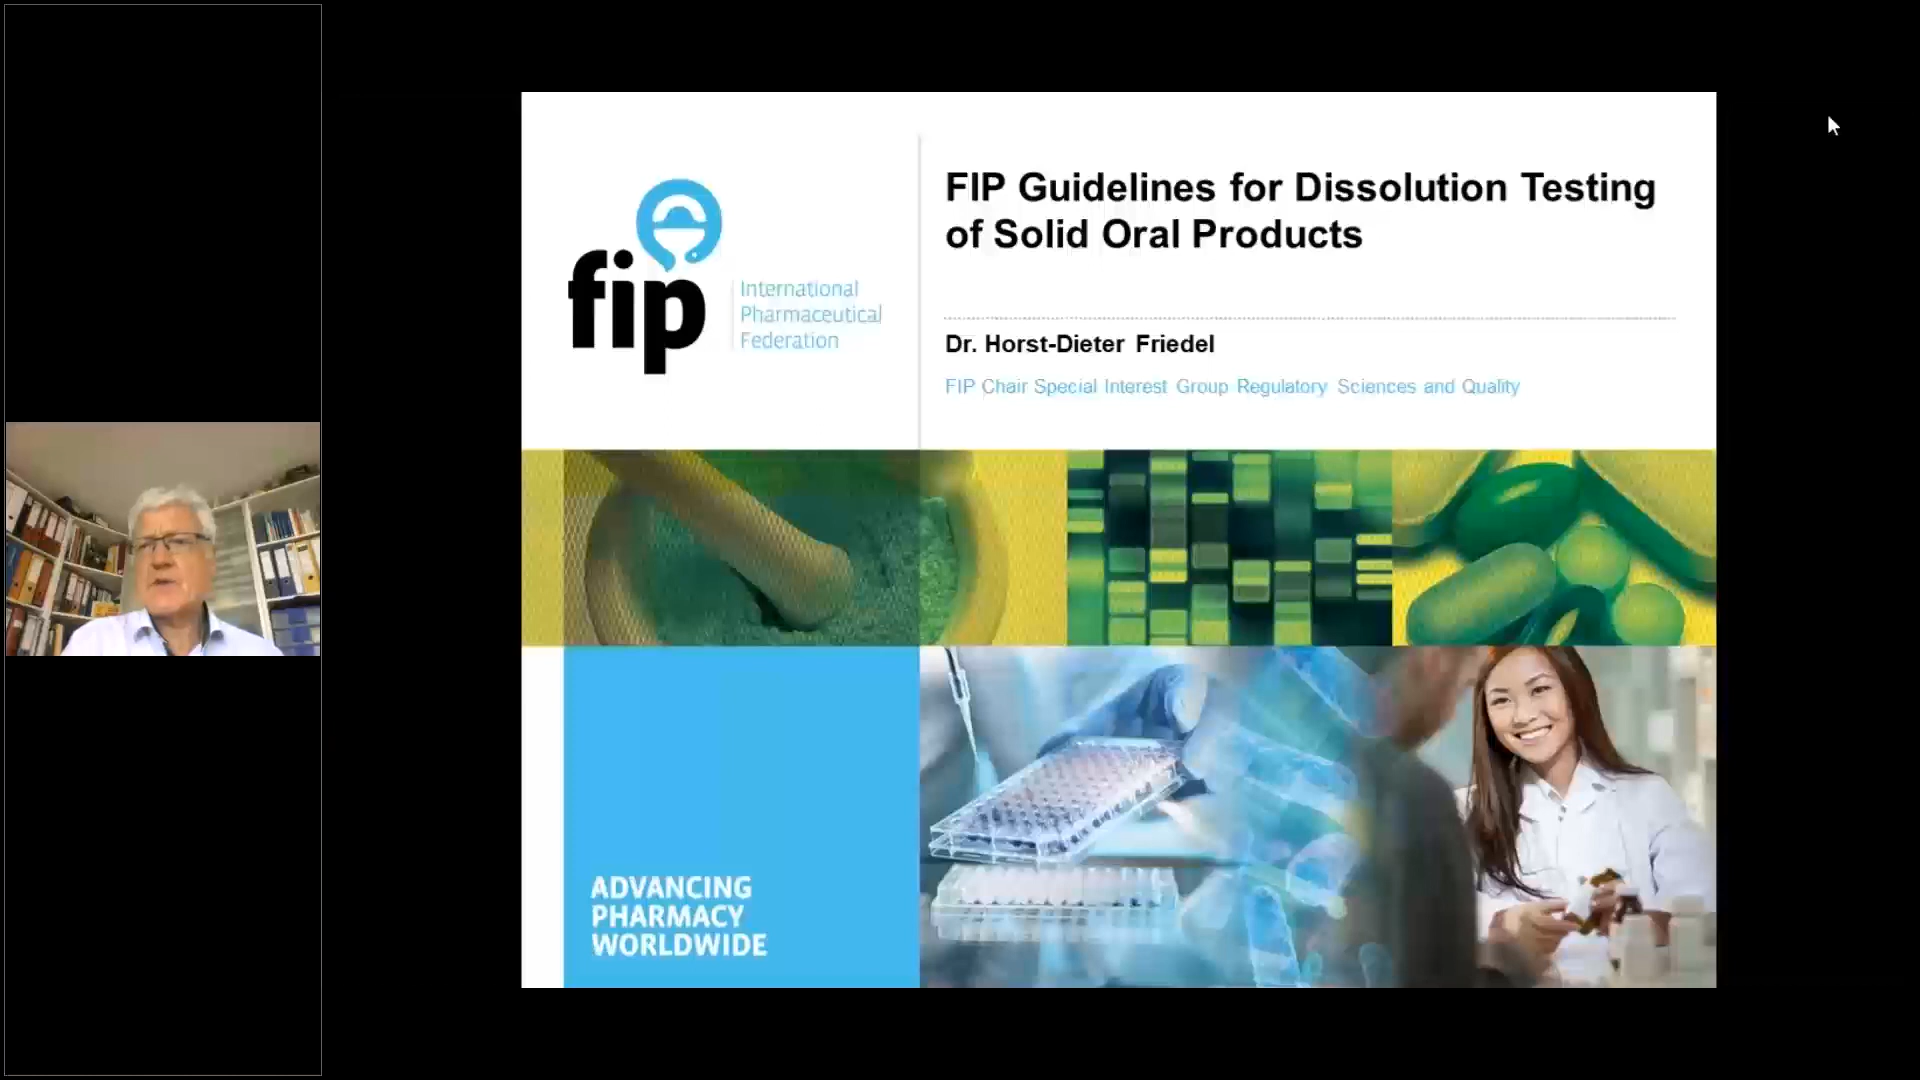 fip
International
Pharmaceutical
Federation
FIP Guidelines for Dissolution Testing
of Solid Oral Products
Dr. Horst-Dieter Friedel
FIP Chair Special Interest Group Regulatory Sciences and Quality
ADVANCING
PHARMACY
WORLDWIDE